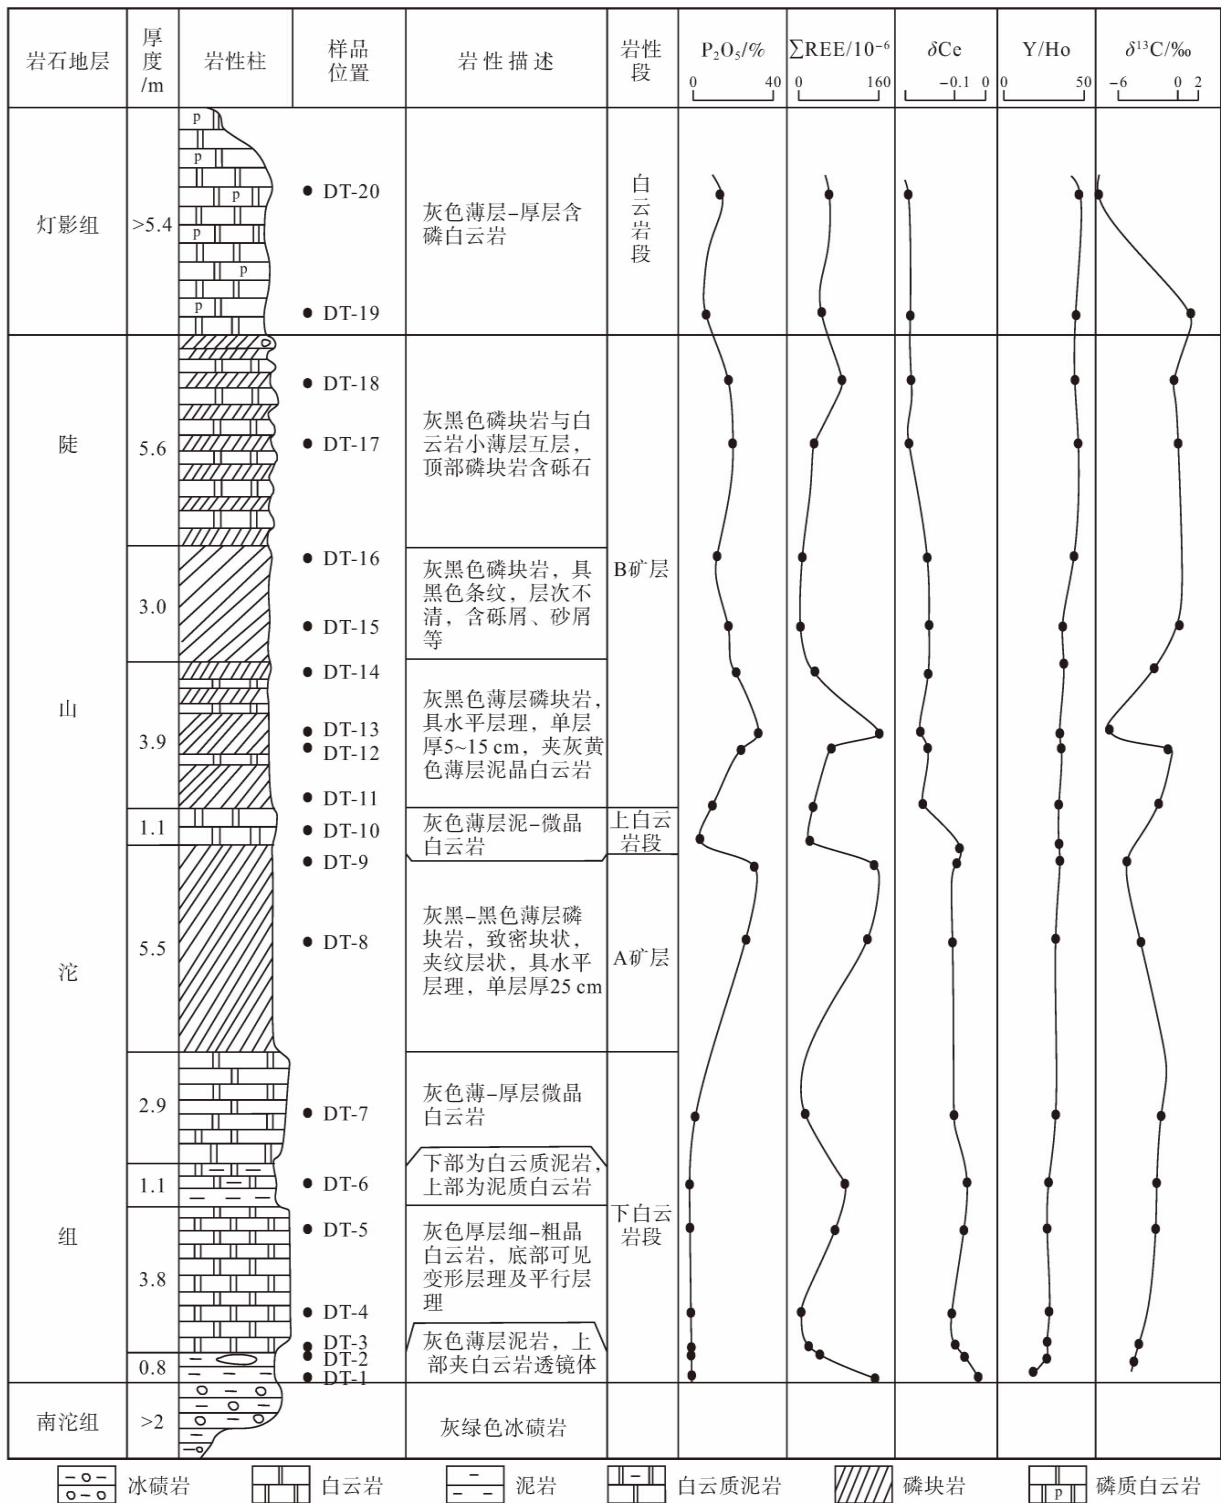 岩石地层
厚
度
/m
岩性柱
样品
位置
岩性描述
岩性
段
P₂O₅/%
0 40
∑REE/10⁻⁶
0 160
δCe
−0.1 0
Y/Ho
0 50
δ¹³C/‰
−6 0 2
灯影组
>5.4
p
p
p
p
p
p
DT-20
DT-19
灰色薄层-厚层含
磷白云岩
白
云
岩
段
陡
山
沱
组
5.6
DT-18
DT-17
灰黑色磷块岩与白
云岩小薄层互层,
顶部磷块岩含砾石
3.0
DT-16
DT-15
灰黑色磷块岩，具
黑色条纹，层次不
清，含砾屑、砂屑
等
B矿层
3.9
DT-14
DT-13
DT-12
DT-11
灰黑色薄层磷块岩,
具水平层理，单层
厚5~15 cm，夹灰黄
色薄层泥晶白云岩
1.1
DT-10
灰色薄层泥-微晶
白云岩
上白云
岩段
5.5
DT-9
DT-8
灰黑-黑色薄层磷
块岩，致密块状，
夹纹层状，具水平
层理，单层厚25 cm
A矿层
2.9
DT-7
灰色薄-厚层微晶
白云岩
1.1
DT-6
下部为白云质泥岩,
上部为泥质白云岩
下白云
岩段
3.8
DT-5
DT-4
DT-3
灰色厚层细-粗晶
白云岩，底部可见
变形层理及平行层
理
0.8
DT-2
DT-1
灰色薄层泥岩，上
部夹白云岩透镜体
南沱组
>2
灰绿色冰碛岩
冰碛岩
白云岩
泥岩
白云质泥岩
磷块岩
p
磷质白云岩